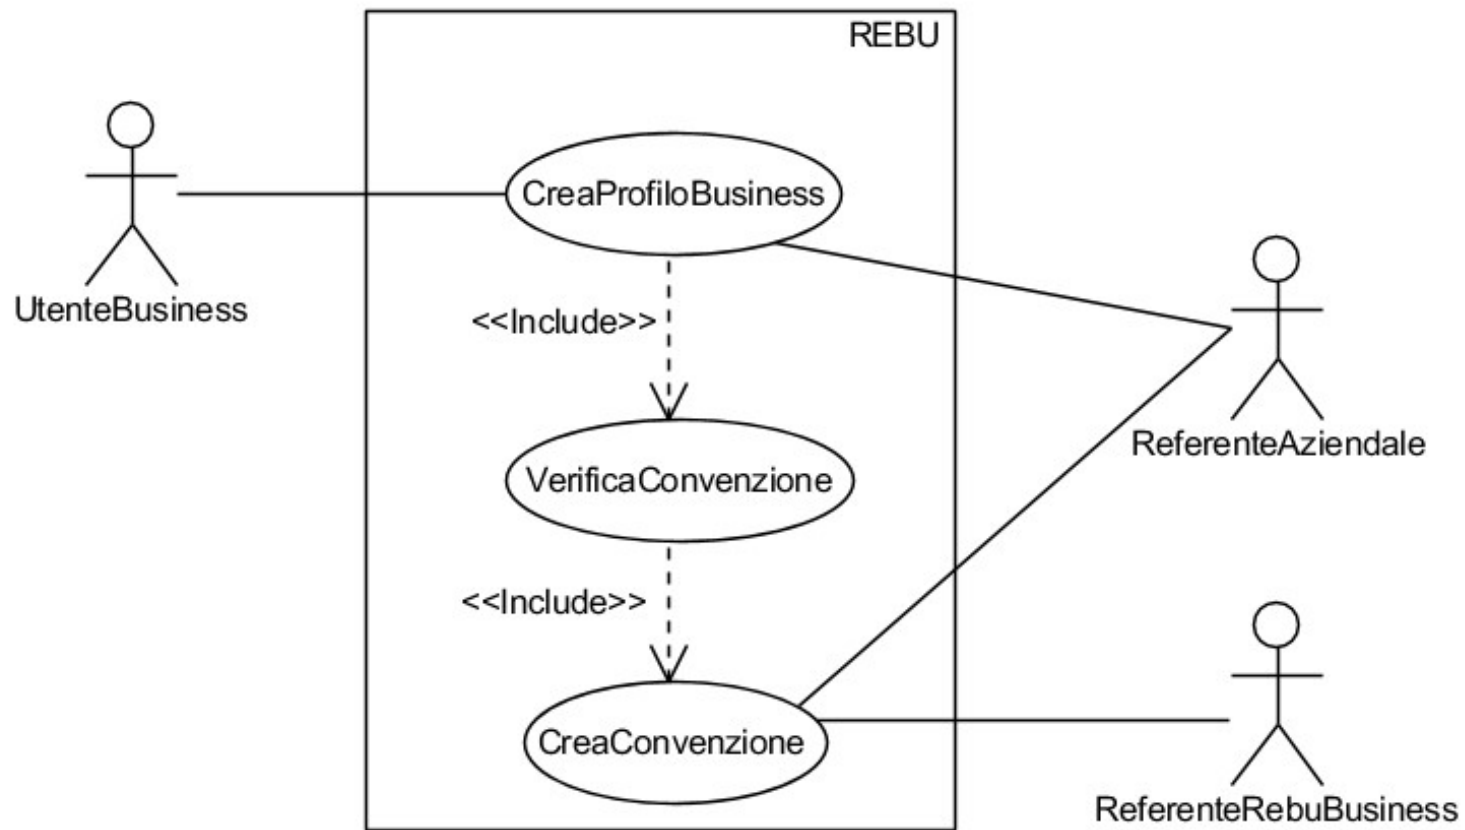 REBU
CreaProfiloBusiness
UtenteBusiness
<<Include>>
ReferenteAziendale
VerificaConvenzione
<<Include>>
CreaConvenzione
ReferenteRebuBusiness